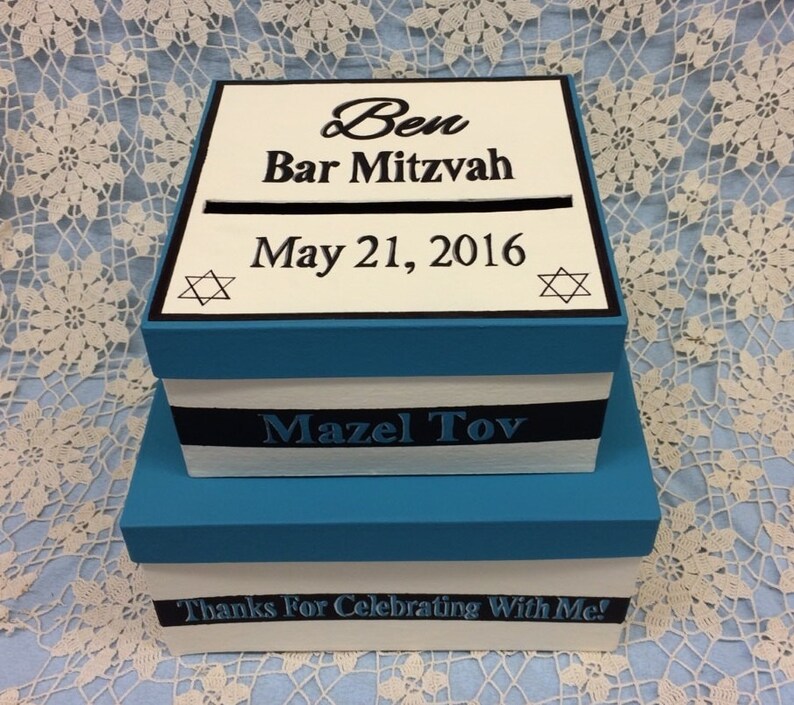 Ben
Bar Mitzvah
May 21, 2016
Mazel Tov
Thanks For Celebrating With Me!